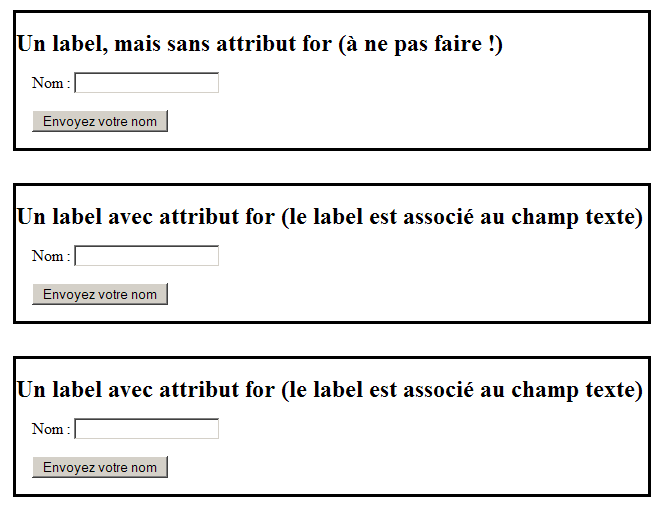 Un label, mais sans attribut for (à ne pas faire !)
Nom :
Envoyez votre nom
Un label avec attribut for (le label est associé au champ texte)
Nom :
Envoyez votre nom
Un label avec attribut for (le label est associé au champ texte)
Nom :
Envoyez votre nom